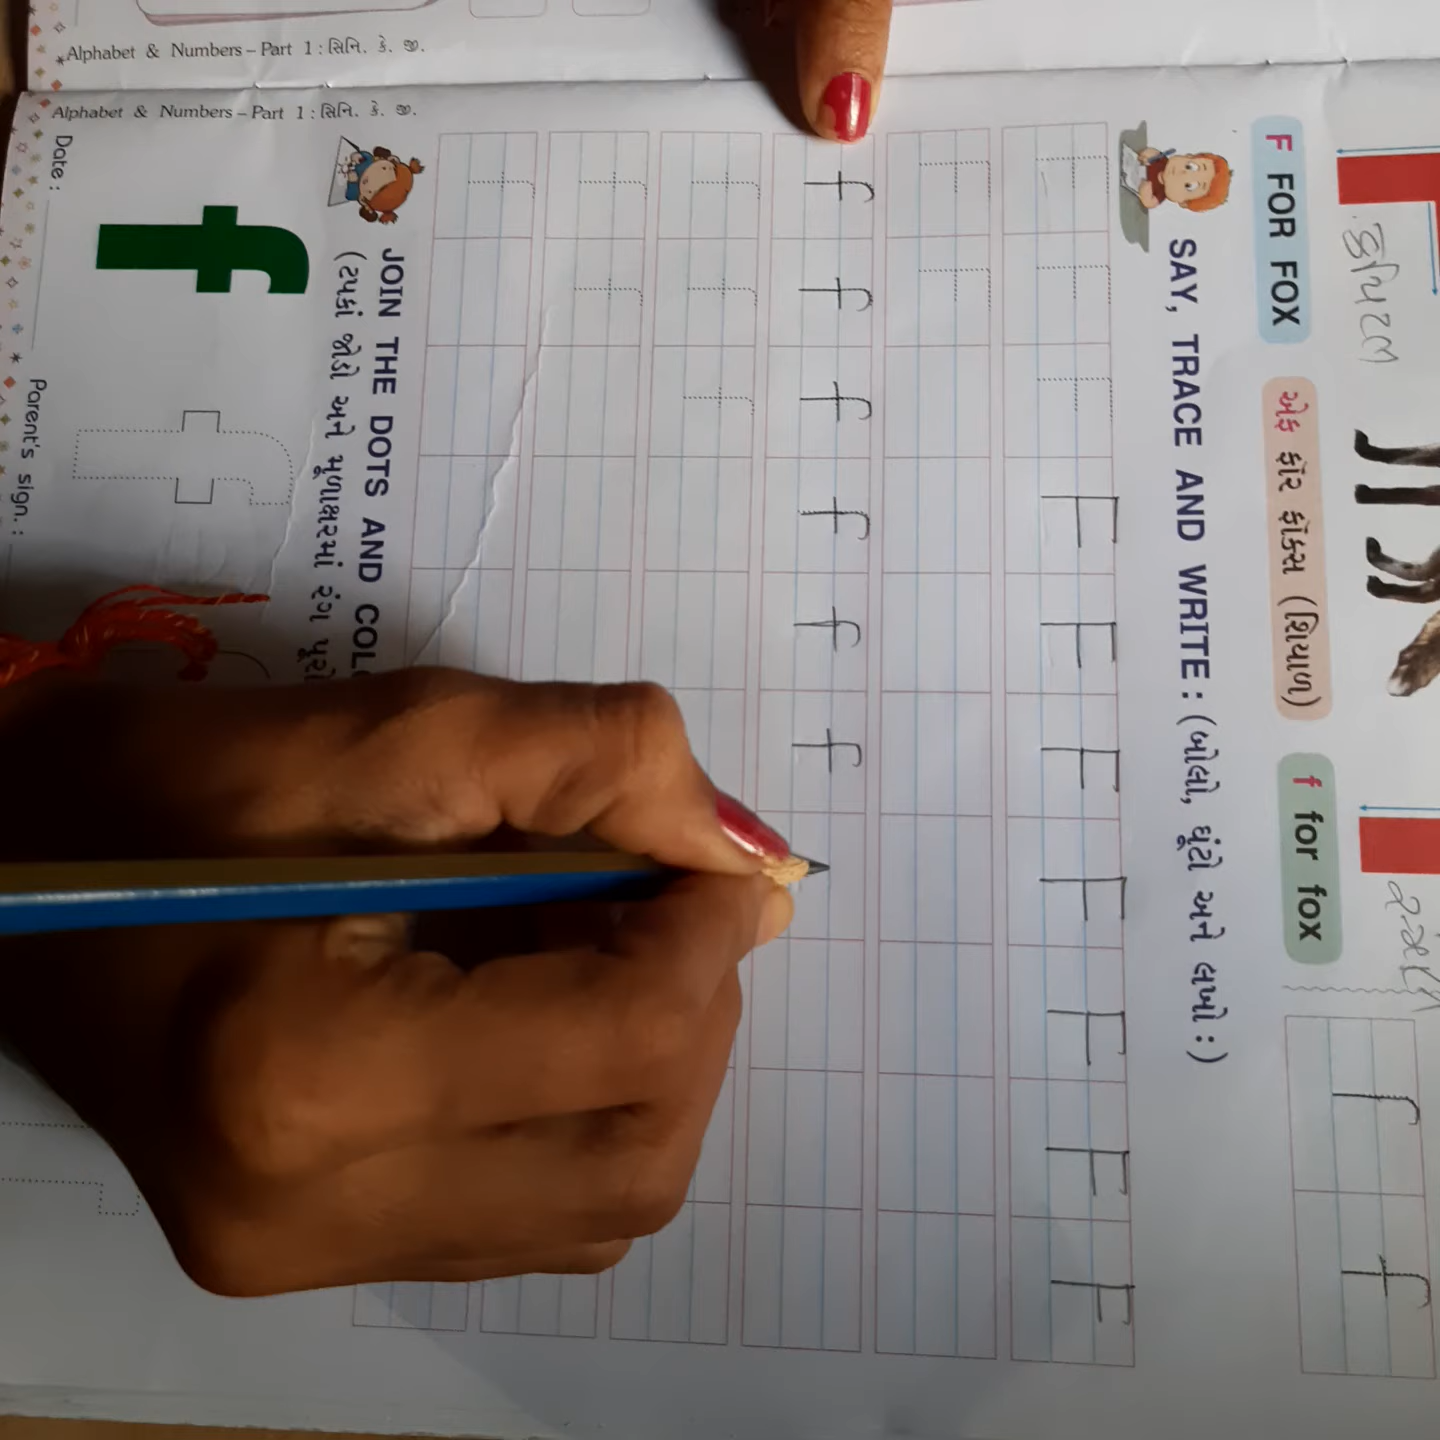 કેપિટલ
F FOR FOX એફ ફૉર ફૉક્સ (શિયાળ) f for fox
f f
SAY, TRACE AND WRITE : (બોલો, ઘૂંટો અને લખો :)
F F F F F F F F F F
F F
f f f f f f
f f f
f f
f
JOIN THE DOTS AND
(ટપકાં જોડો અને મૂળાક્ષરમાં રંગ પૂરો
f f
Date :
Parent's sign. :
Alphabet & Numbers – Part 1 : સિનિ. કે. જી.
Alphabet & Numbers – Part 1 : સિનિ. કે. જી.